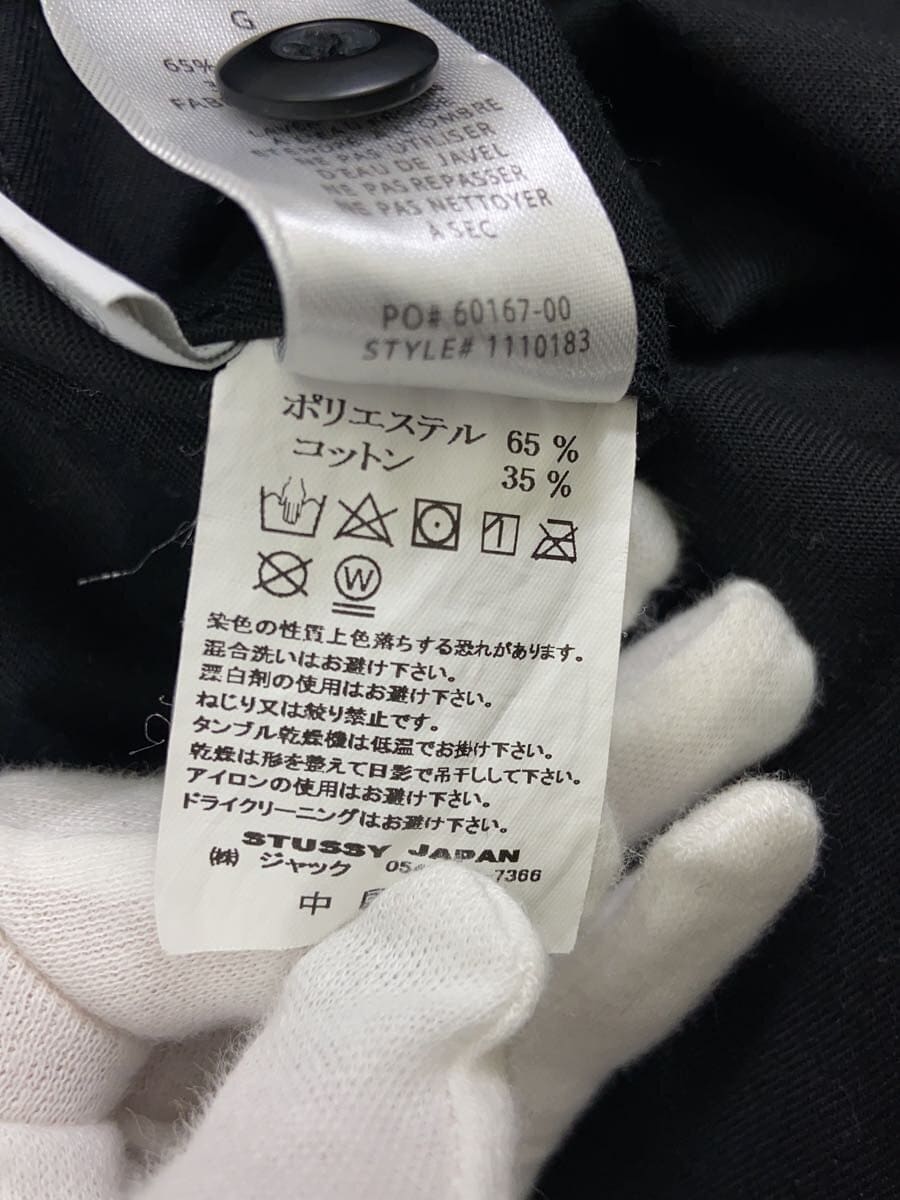 G
65%
FAB
LAVER
OMBRE
NE PAS UTILISER
D'EAU DE JAVEL
NE PAS REPASSER
NE PAS NETTOYER
À SEC
PO# 60167-00
STYLE# 1110183
ポリエステル 65 %
コットン 35 %
1
W
染色の性質上色落ちする恐れがあります。
混合洗いはお避け下さい。
漂白剤の使用はお避け下さい。
ねじり又は絞り禁止です。
タンブル乾燥機は低温でお掛け下さい。
乾燥は形を整えて日影で吊干しして下さい。
アイロンの使用はお避け下さい。
ドライクリーニングはお避け下さい。
STUSSY JAPAN
㈱ ジャック 05 7366
中